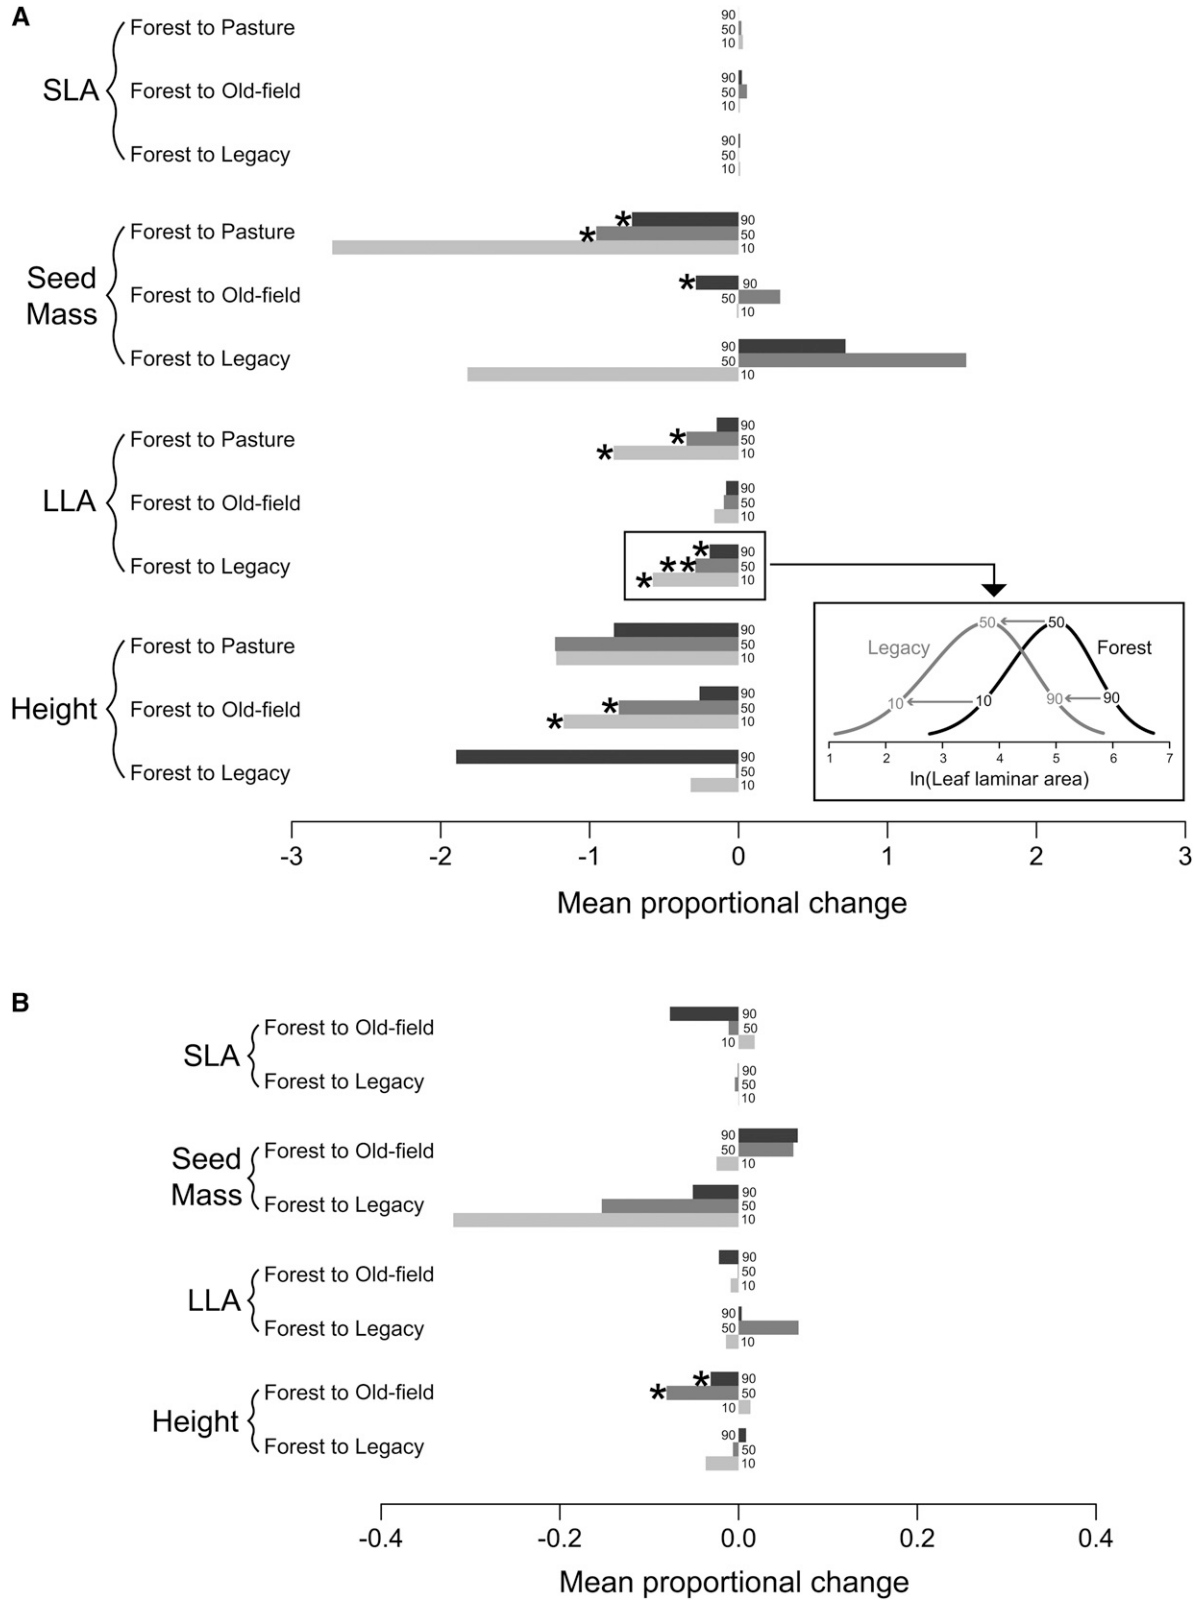 A
SLA
Forest to Pasture
90
50
10
Forest to Old-field
90
50
10
Forest to Legacy
90
50
10
Seed
Mass
Forest to Pasture
* 90
* 50
10
Forest to Old-field
* 90
50
10
Forest to Legacy
90
50
10
LLA
Forest to Pasture
90
* 50
* 10
Forest to Old-field
90
50
10
Forest to Legacy
* 90
** 50
* 10
Height
Forest to Pasture
90
50
10
Forest to Old-field
90
* 50
* 10
Forest to Legacy
90
50
10
50 50
Legacy Forest
10 10 90 90
1 2 3 4 5 6 7
ln(Leaf laminar area)
-3 -2 -1 0 1 2 3
Mean proportional change
B
SLA
Forest to Old-field
90
50
10
Forest to Legacy
90
50
10
Seed
Mass
Forest to Old-field
90
50
10
Forest to Legacy
90
50
10
LLA
Forest to Old-field
90
50
10
Forest to Legacy
90
50
10
Height
Forest to Old-field
* 90
* 50
10
Forest to Legacy
90
50
10
-0.4 -0.2 0.0 0.2 0.4
Mean proportional change